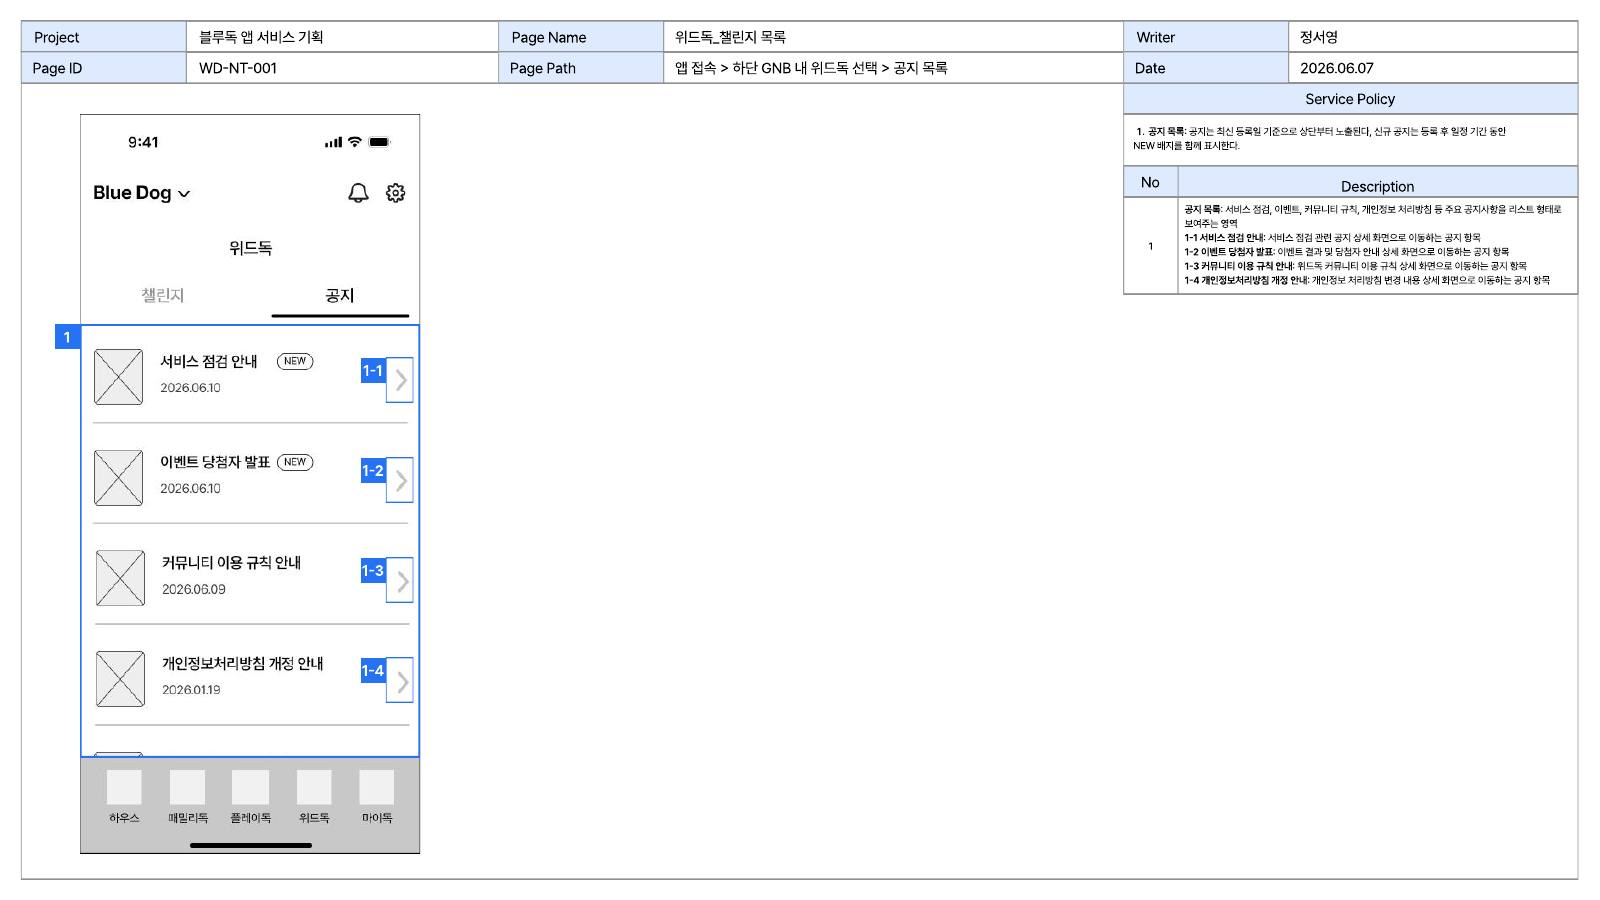 Project 블루독 앱 서비스 기획 Page Name 위드독_챌린지 목록 Writer 정서영
Page ID WD-NT-001 Page Path 앱 접속 > 하단 GNB 내 위드독 선택 > 공지 목록 Date 2026.06.07
Service Policy
1. 공지 목록: 공지는 최신 등록일 기준으로 상단부터 노출된다, 신규 공지는 등록 후 일정 기간 동안
NEW 배지를 함께 표시한다.
No Description
1
공지 목록: 서비스 점검, 이벤트, 커뮤니티 규칙, 개인정보 처리방침 등 주요 공지사항을 리스트 형태로
보여주는 영역
1-1 서비스 점검 안내: 서비스 점검 관련 공지 상세 화면으로 이동하는 공지 항목
1-2 이벤트 당첨자 발표: 이벤트 결과 및 당첨자 안내 상세 화면으로 이동하는 공지 항목
1-3 커뮤니티 이용 규칙 안내: 위드독 커뮤니티 이용 규칙 상세 화면으로 이동하는 공지 항목
1-4 개인정보처리방침 개정 안내: 개인정보 처리방침 변경 내용 상세 화면으로 이동하는 공지 항목
9:41
Blue Dog
위드독
챌린지 공지
1
서비스 점검 안내 NEW
1-1
2026.06.10
이벤트 당첨자 발표 NEW
1-2
2026.06.10
커뮤니티 이용 규칙 안내
1-3
2026.06.09
개인정보처리방침 개정 안내
1-4
2026.01.19
하우스 패밀리독 플레이독 위드독 마이독